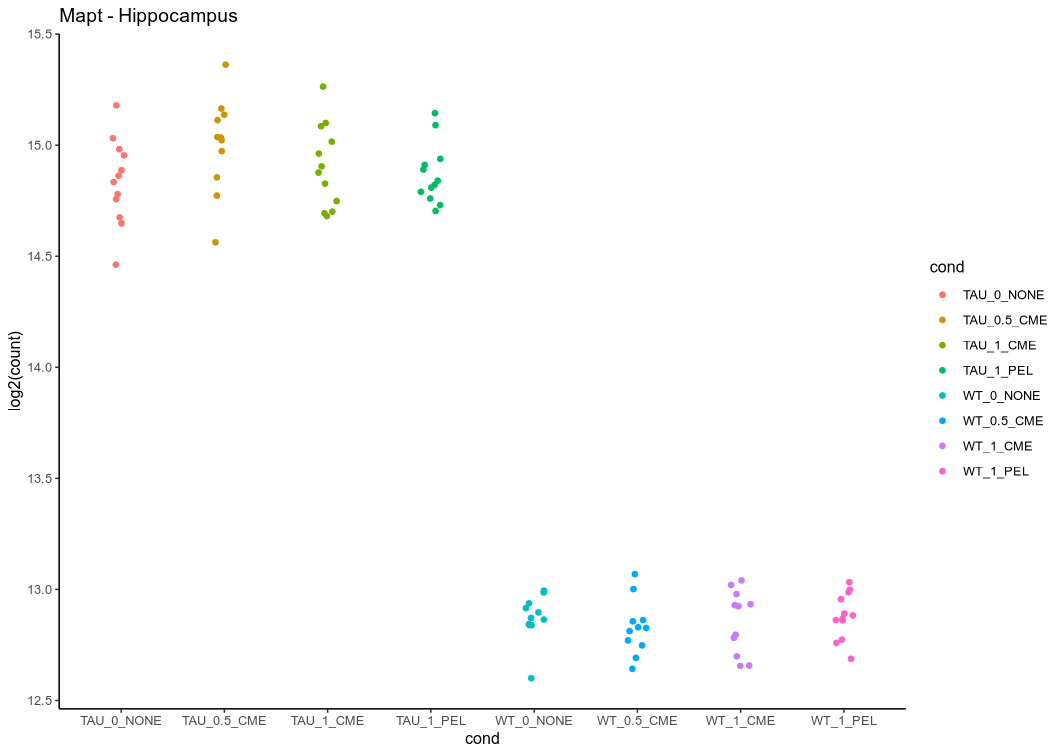 Mapt - Hippocampus
15.5
15.0
14.5
14.0
13.5
13.0
12.5
log2(count)
TAU_0_NONE TAU_0.5_CME TAU_1_CME TAU_1_PEL WT_0_NONE WT_0.5_CME WT_1_CME WT_1_PEL
cond
cond
TAU_0_NONE
TAU_0.5_CME
TAU_1_CME
TAU_1_PEL
WT_0_NONE
WT_0.5_CME
WT_1_CME
WT_1_PEL